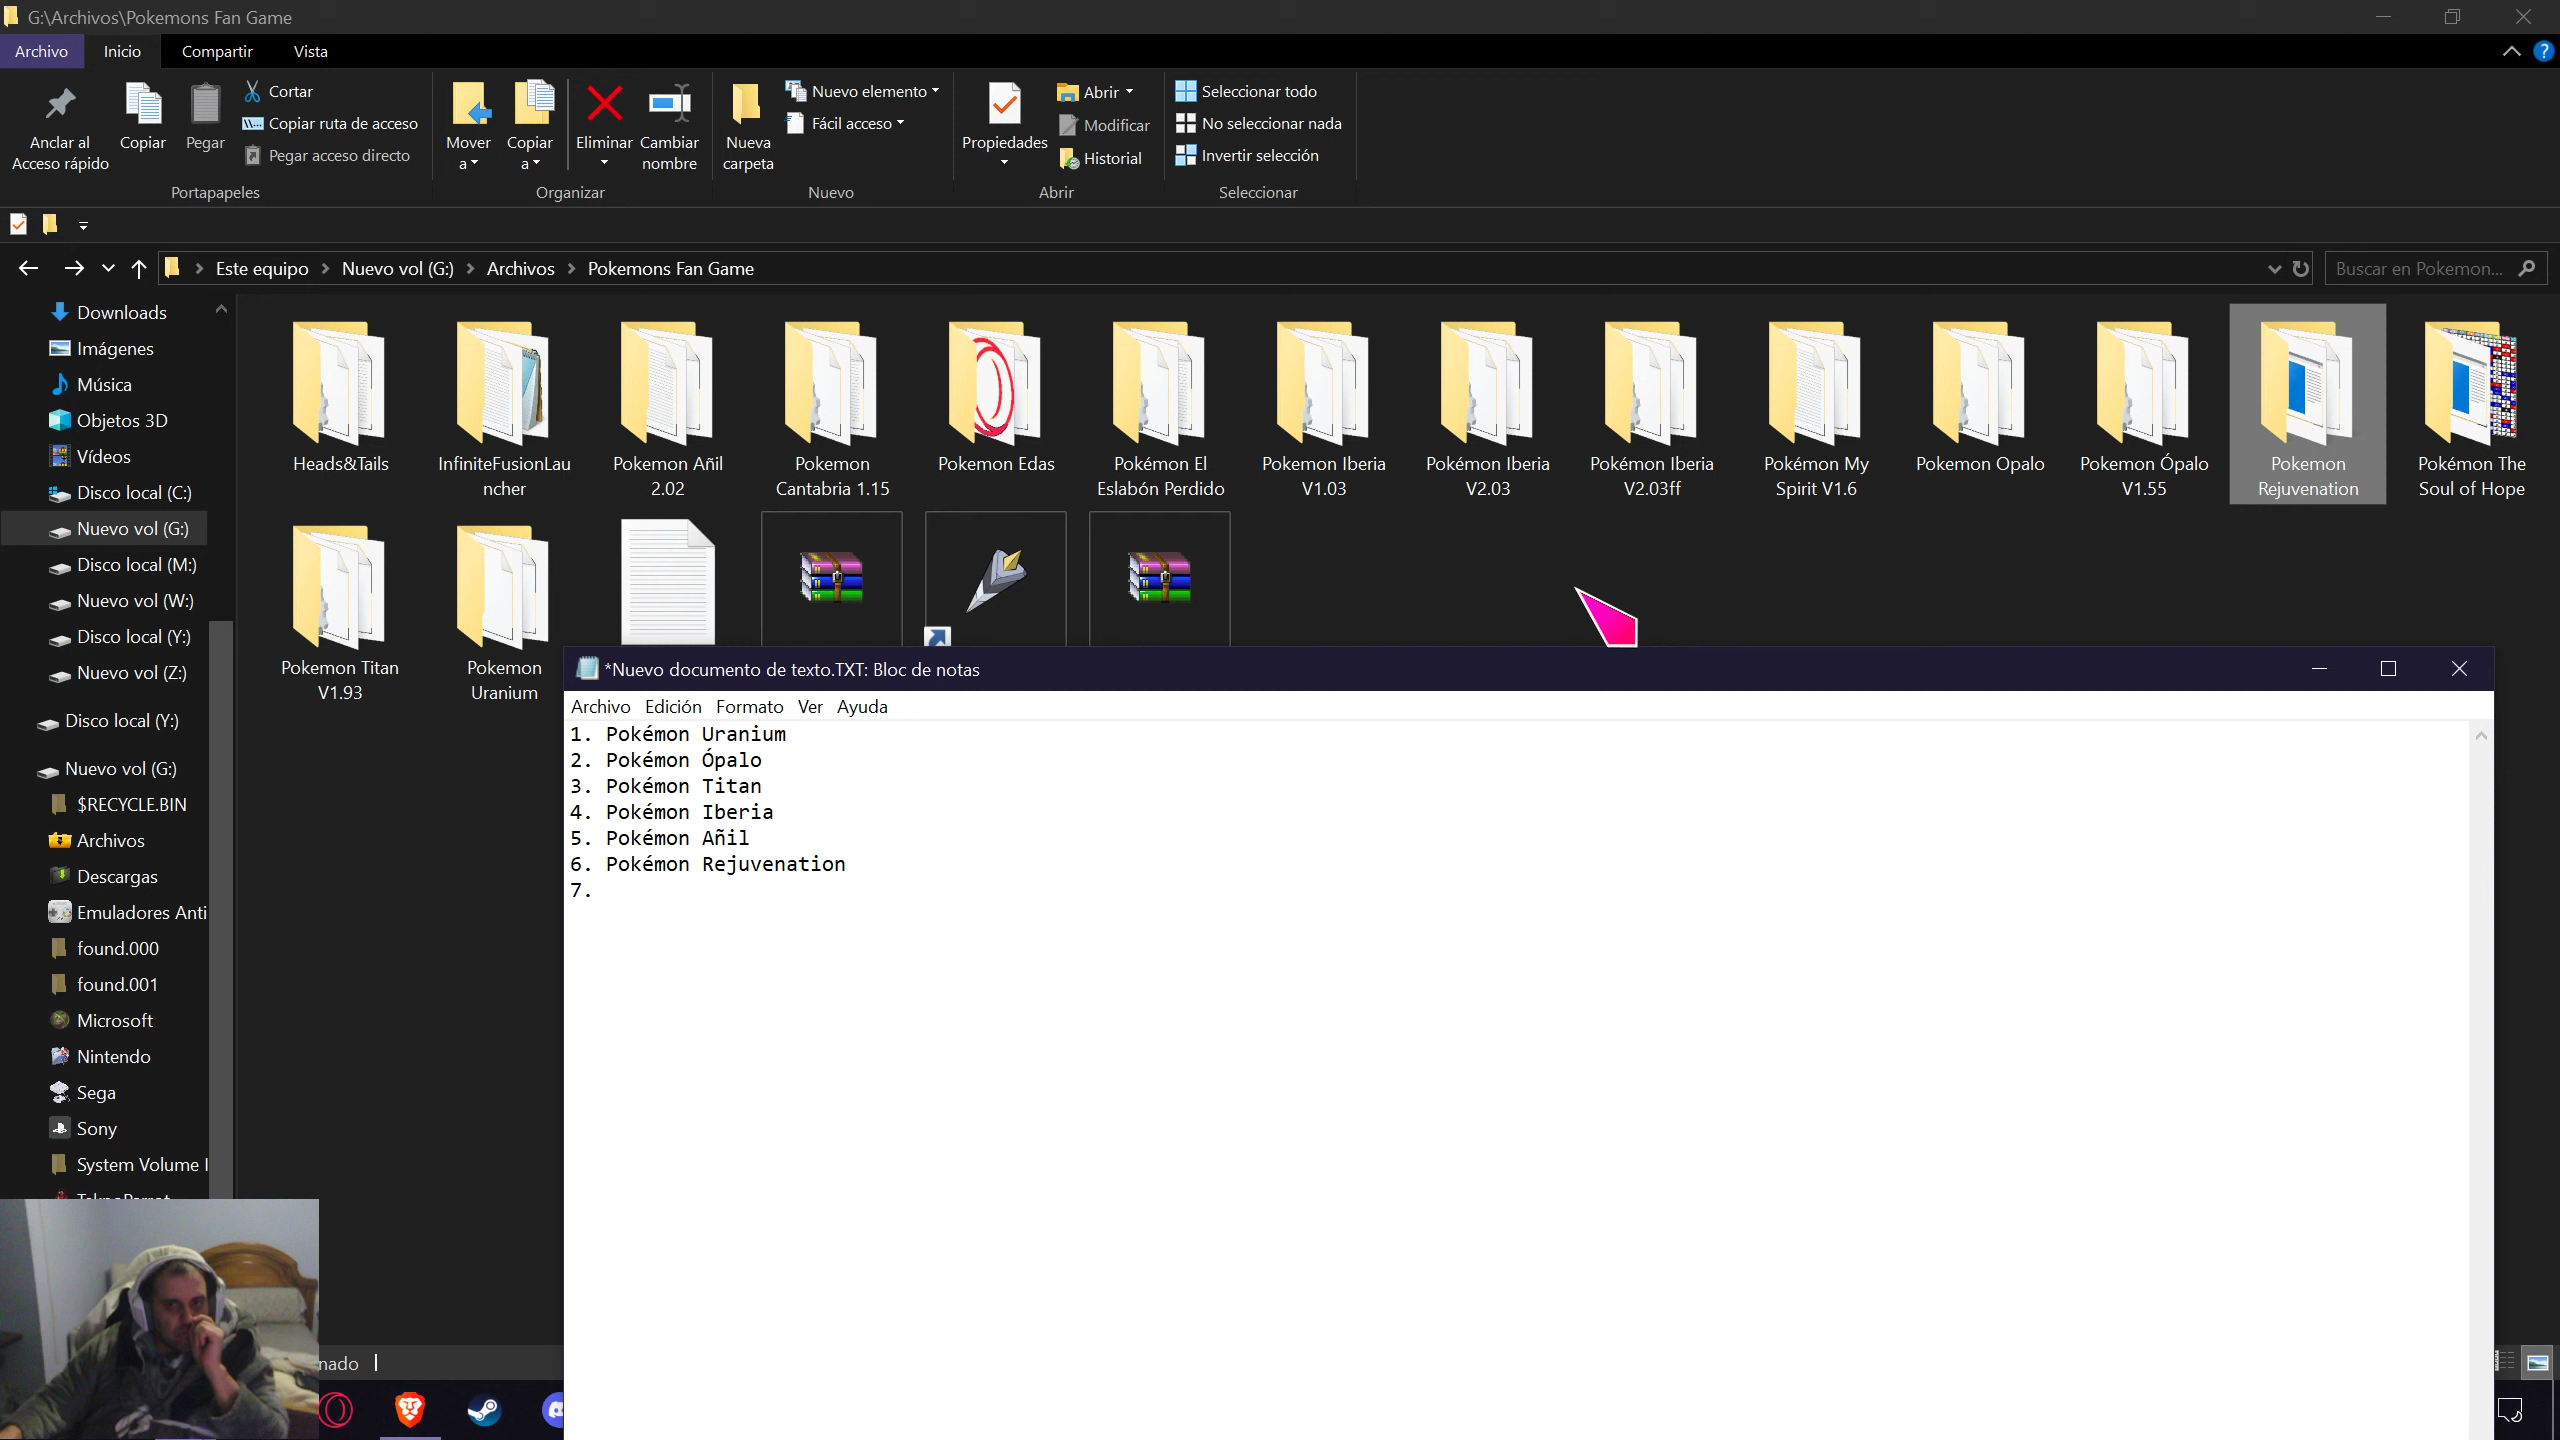 G:\Archivos\Pokemons Fan Game
Archivo
Inicio
Compartir
Vista
Anclar al
Acceso rápido
Copiar
Pegar
Cortar
Copiar ruta de acceso
Pegar acceso directo
Portapapeles
Mover
a
Copiar
a
Eliminar
Cambiar
nombre
Organizar
Nueva
carpeta
Nuevo elemento
Fácil acceso
Nuevo
Propiedades
Abrir
Modificar
Historial
Abrir
Seleccionar todo
No seleccionar nada
Invertir selección
Seleccionar
Este equipo > Nuevo vol (G:) > Archivos > Pokemons Fan Game
Buscar en Pokemon...
Downloads
Imágenes
Música
Objetos 3D
Vídeos
Disco local (C:)
Nuevo vol (G:)
Disco local (M:)
Nuevo vol (W:)
Disco local (Y:)
Nuevo vol (Z:)
Disco local (Y:)
Nuevo vol (G:)
$RECYCLE.BIN
Archivos
Descargas
Emuladores Anti
found.000
found.001
Microsoft
Nintendo
Sega
Sony
System Volume I
Heads&Tails
InfiniteFusionLau
ncher
Pokemon Añil
2.02
Pokemon
Cantabria 1.15
Pokemon Edas
Pokémon El
Eslabón Perdido
Pokemon Iberia
V1.03
Pokémon Iberia
V2.03
Pokémon Iberia
V2.03ff
Pokémon My
Spirit V1.6
Pokemon Opalo
Pokemon Ópalo
V1.55
Pokemon
Rejuvenation
Pokémon The
Soul of Hope
Pokemon Titan
V1.93
Pokemon
Uranium
*Nuevo documento de texto.TXT: Bloc de notas
Archivo Edición Formato Ver Ayuda
1. Pokémon Uranium
2. Pokémon Ópalo
3. Pokémon Titan
4. Pokémon Iberia
5. Pokémon Añil
6. Pokémon Rejuvenation
7.
nado